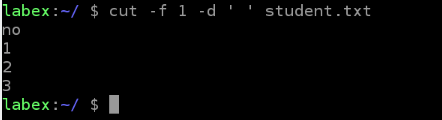 labex:~/ $ cut -f 1 -d ' ' student.txt
no
1
2
3
labex:~/ $